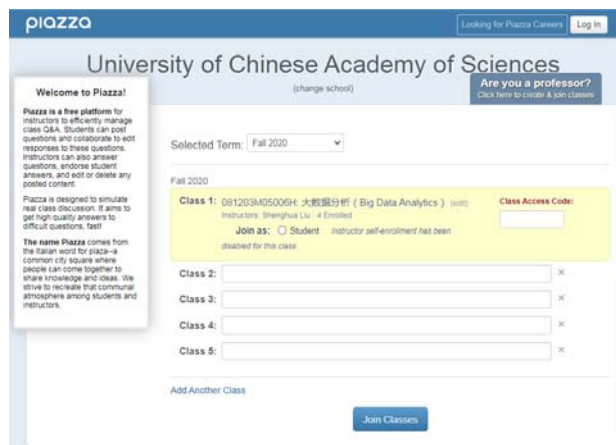 piazza
Looking for Piazza Careers
Log In
University of Chinese Academy of Sciences
(change school)
Are you a professor?
Click here to create & join classes
Welcome to Piazza!
Piazza is a free platform for
instructors to efficiently manage
class Q&A. Students can post
questions and collaborate to edit
responses to these questions.
Instructors can also answer
questions, endorse student
answers, and edit or delete any
posted content.
Piazza is designed to simulate
real class discussion. It aims to
get high quality answers to
difficult questions, fast!
The name Piazza comes from
the Italian word for plaza--a
common city square where
people can come together to
share knowledge and ideas. We
strive to recreate that communal
atmosphere among students and
instructors.
Selected Term: Fall 2020
Fall 2020
Class 1: 081203M05006H: 大数据分析 ( Big Data Analytics ) (edit)
Instructors: Shenghua Liu · 4 Enrolled
Join as: Student Instructor self-enrollment has been
disabled for this class.
Class Access Code:
Class 2:
Class 3:
Class 4:
Class 5:
Add Another Class
Join Classes